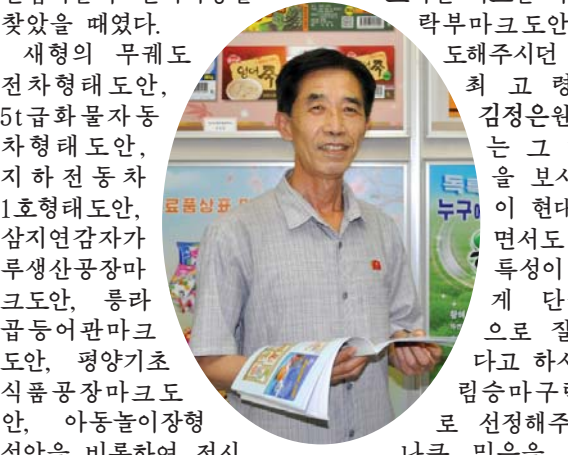 찾았을 때였다.
새형의 무궤도
전차형태도안,
5t급화물자동
차형태도안,
지하전동차
1호형태도안,
삼지연감자가
루생산공장마
크도안, 릉라
곱등어관마크
도안, 평양기초
식품공장마크도
안, 아동놀이장형
락부마크도안
도해주시던
최고령
김정은원
는 그
을 보시
이 현대
면서도
특성이
게 단
으로 잘
다고 하시
림승마구락
로 선정해주
료품상표
누구